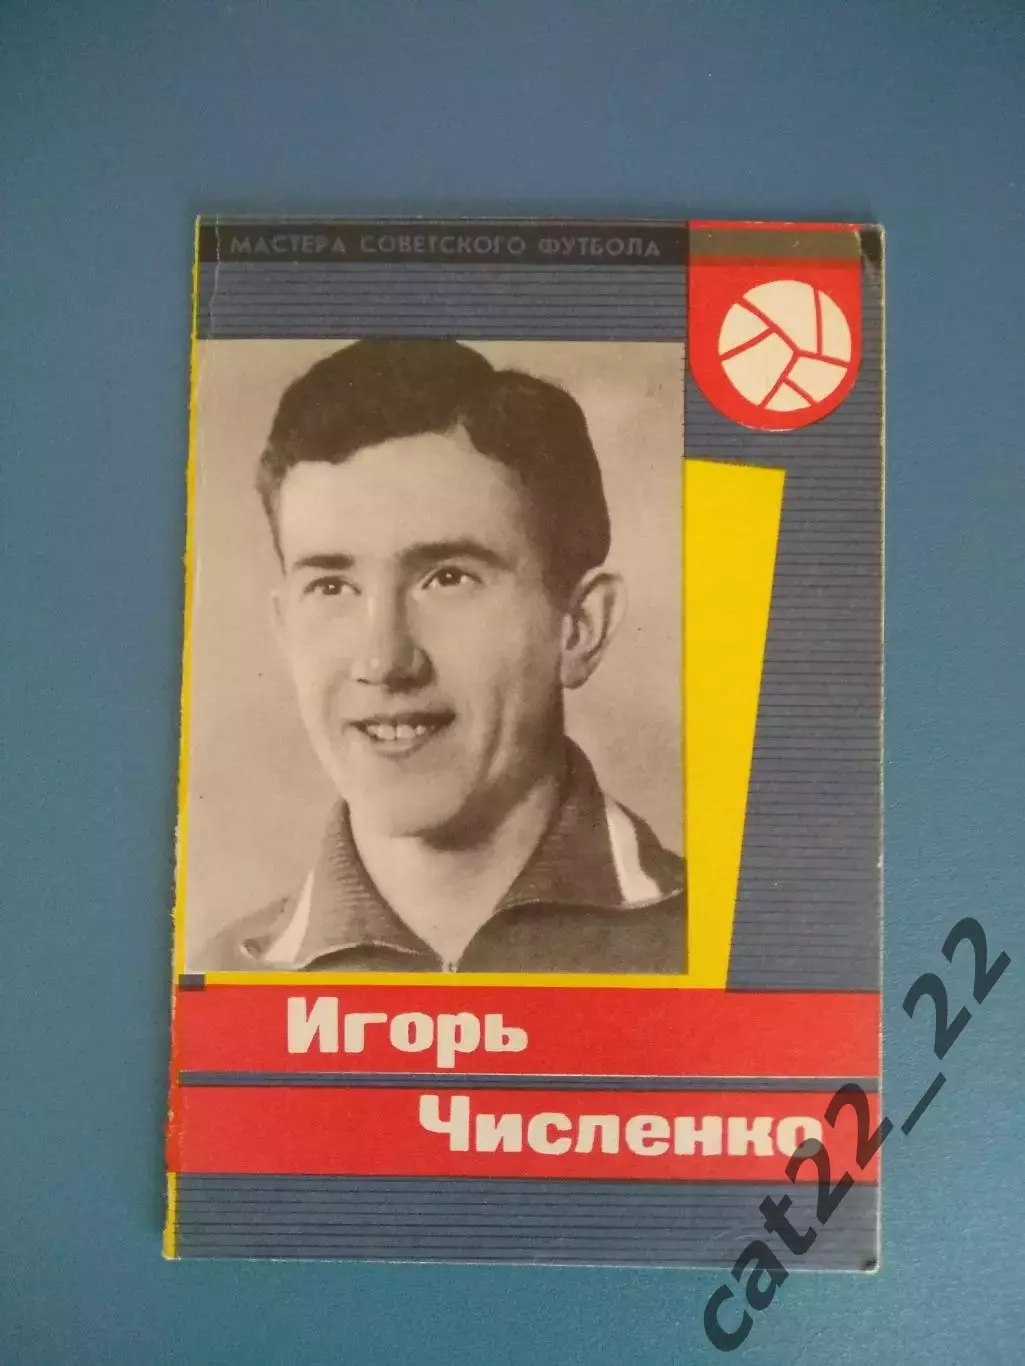 МАСТЕРА СОВЕТСКОГО ФУТБОЛА
Игорь
Численко
cat22_22